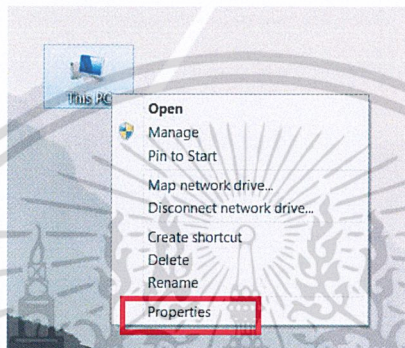 This PC
Open
Manage
Pin to Start
Map network drive...
Disconnect network drive...
Create shortcut
Delete
Rename
Properties